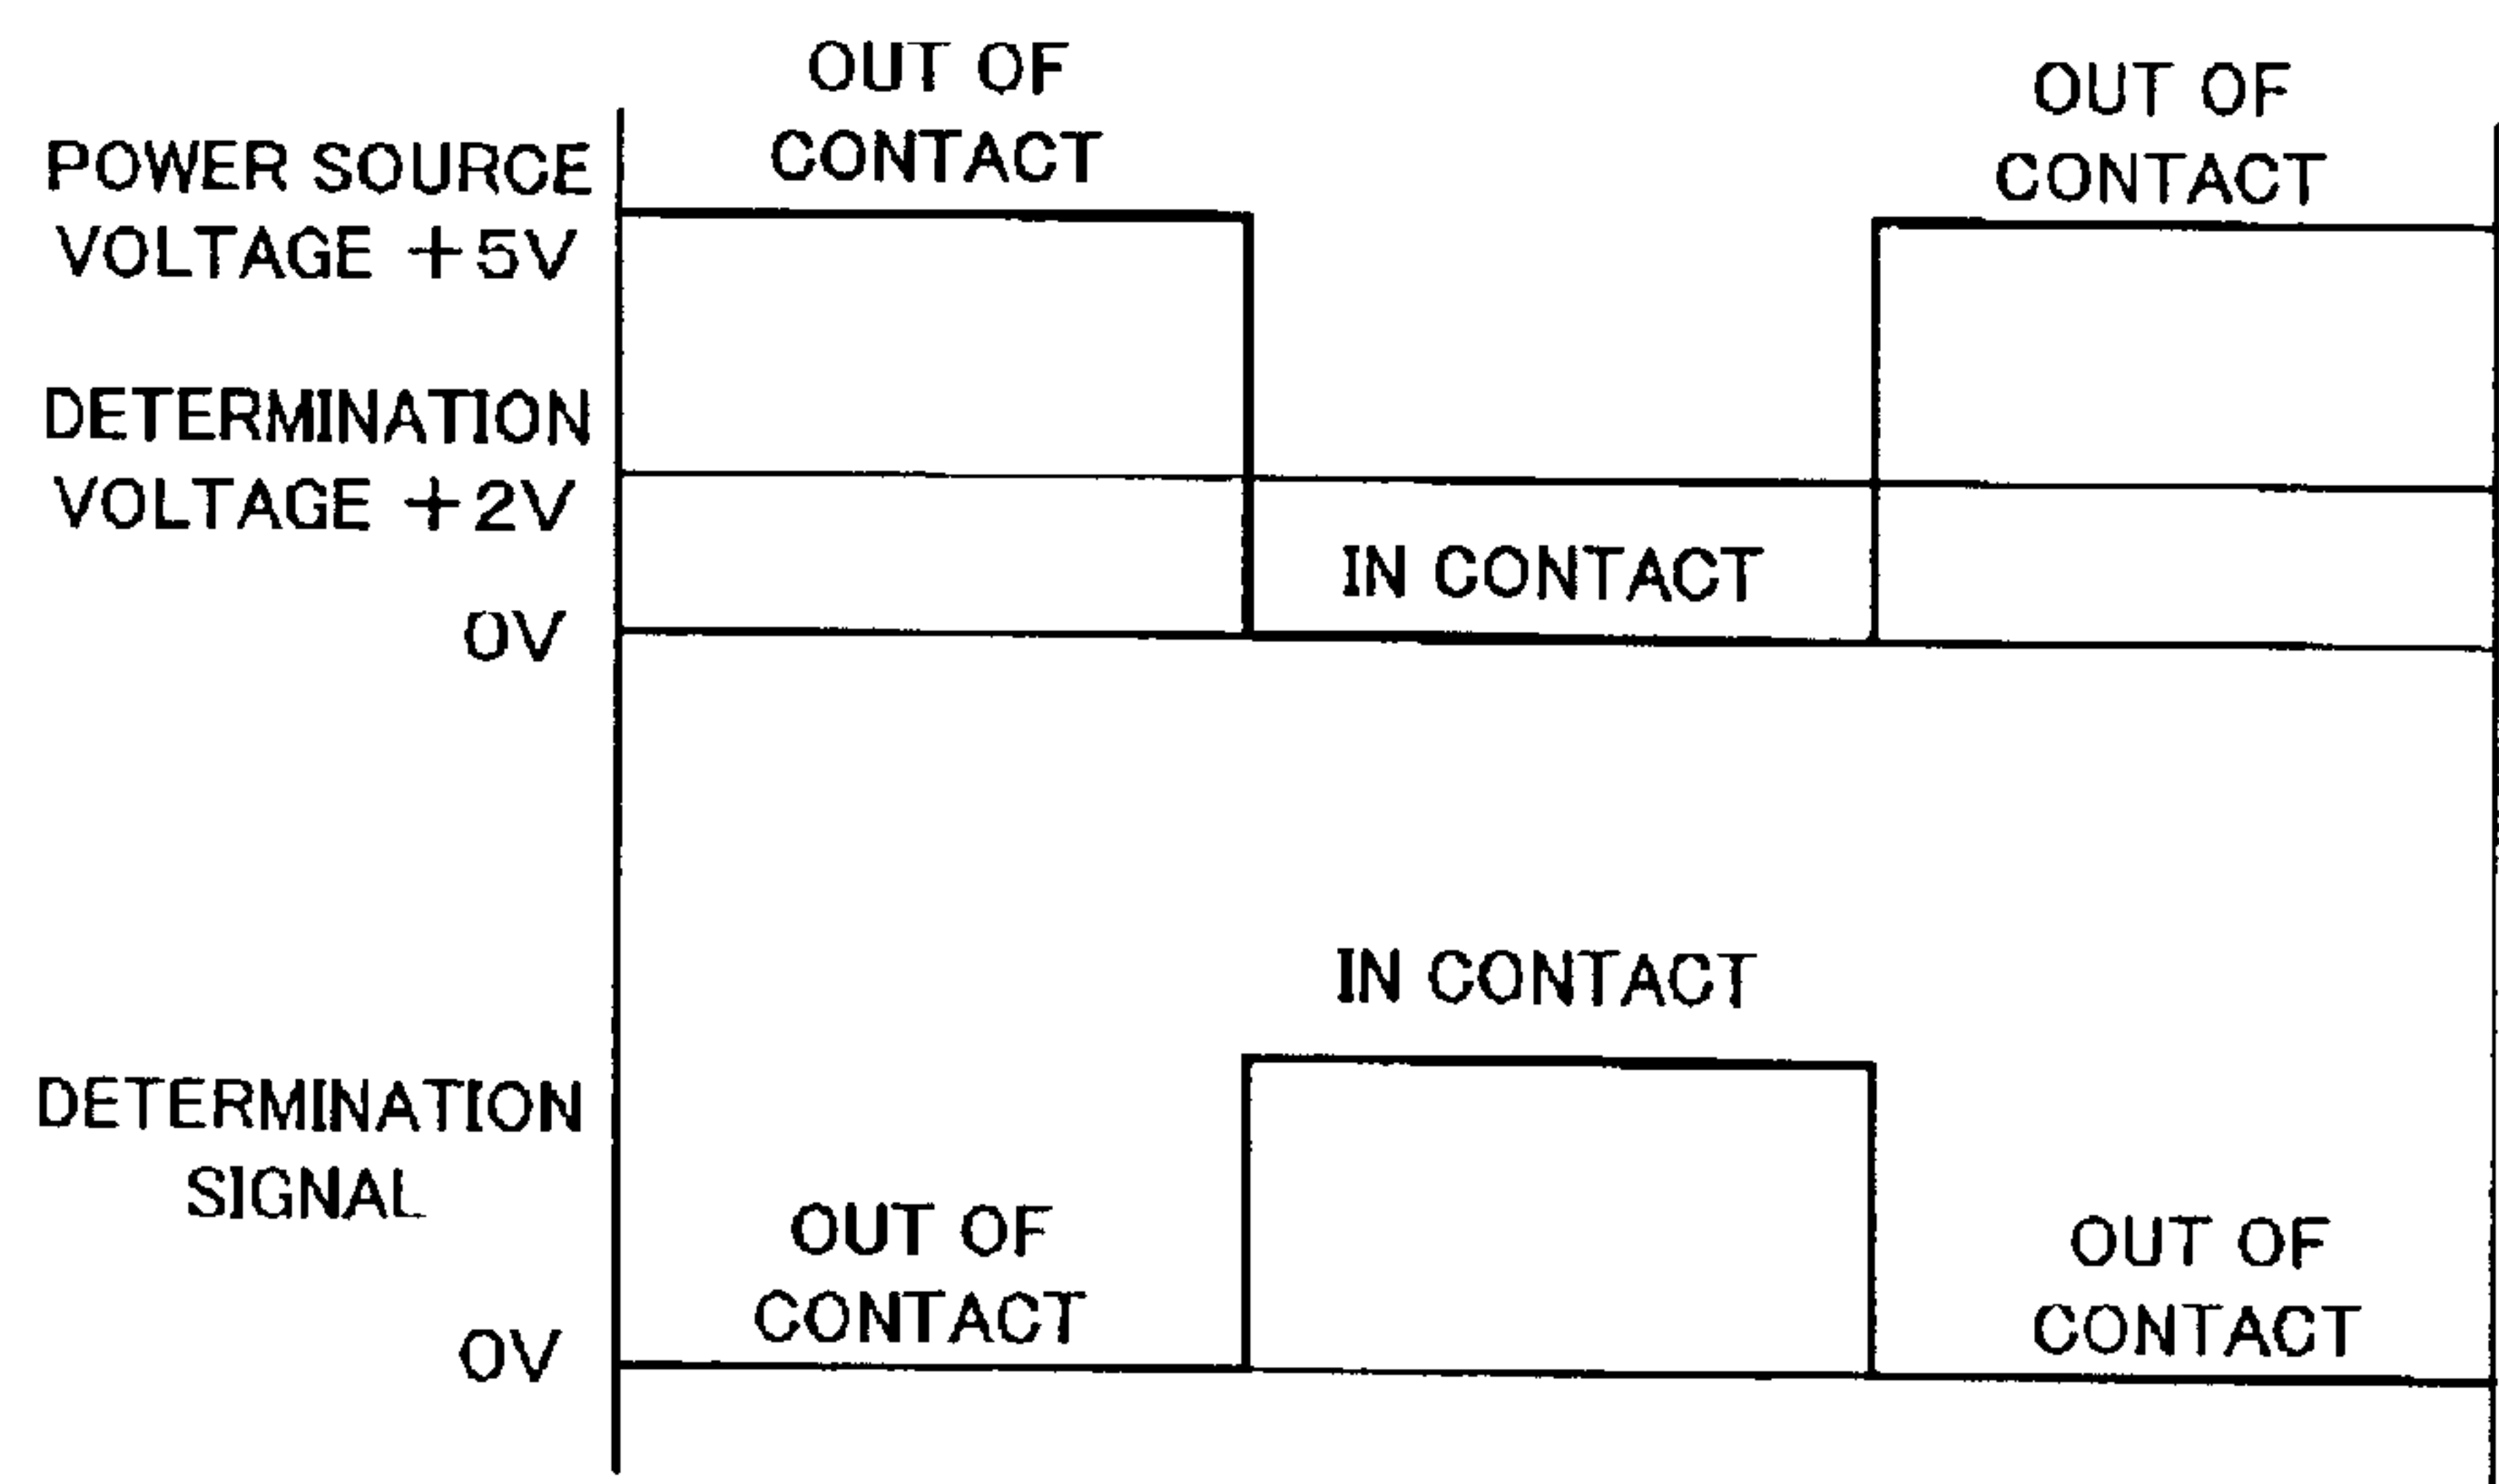 OUT OF
CONTACT
OUT OF
CONTACT
POWER SOURCE
VOLTAGE +5V
DETERMINATION
VOLTAGE +2V
IN CONTACT
0V
IN CONTACT
DETERMINATION
SIGNAL
OUT OF
CONTACT
OUT OF
CONTACT
0V